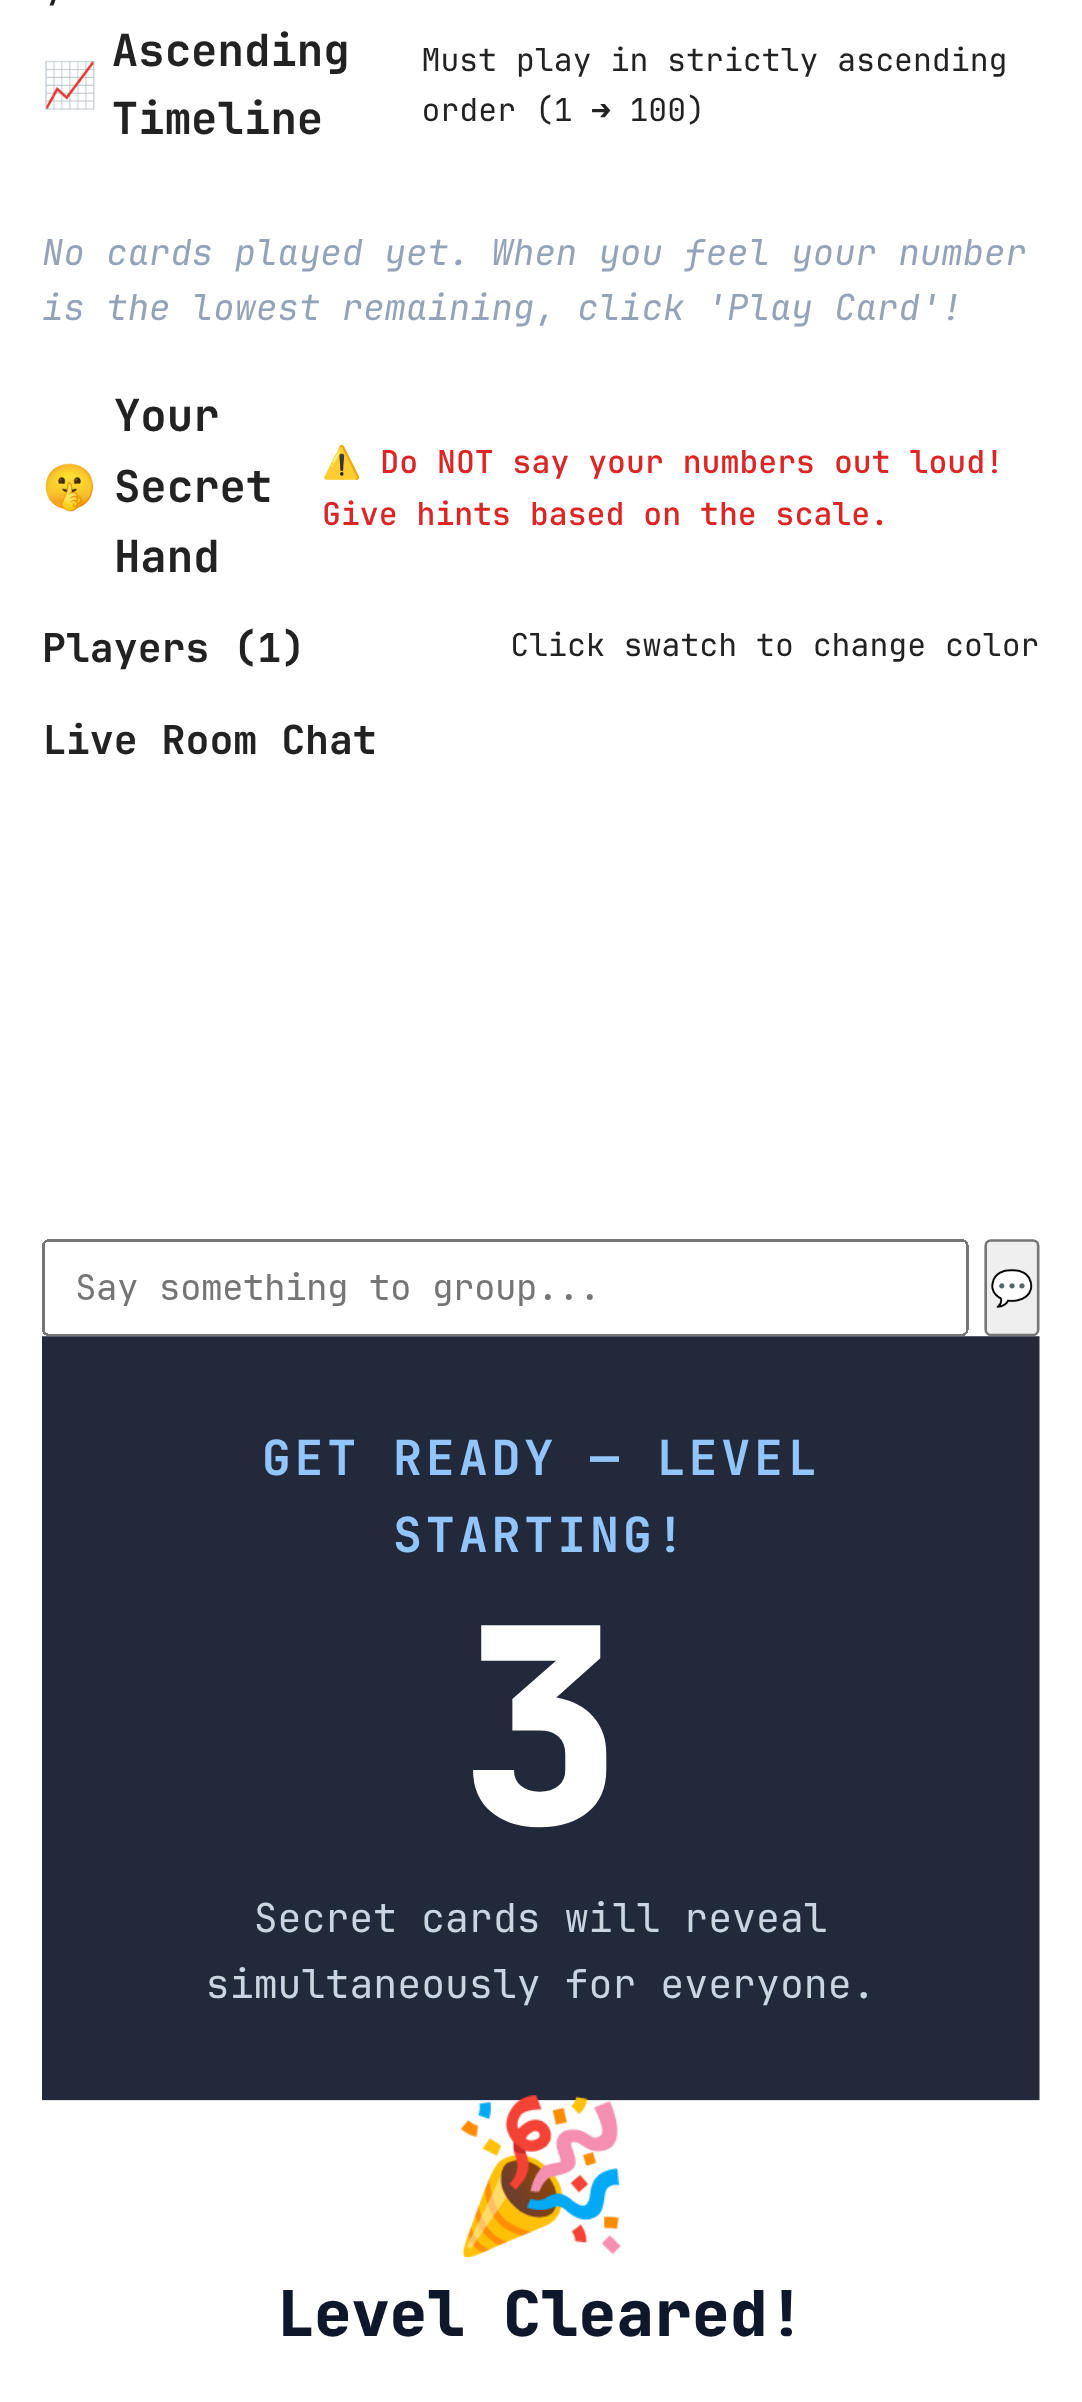 Ascending
Timeline
Must play in strictly ascending
order (1 → 100)
No cards played yet. When you feel your number
is the lowest remaining, click 'Play Card'!
Your
Secret
Hand
⚠️ Do NOT say your numbers out loud!
Give hints based on the scale.
Players (1)
Click swatch to change color
Live Room Chat
Say something to group...
GET READY — LEVEL
STARTING!
3
Secret cards will reveal
simultaneously for everyone.
Level Cleared!